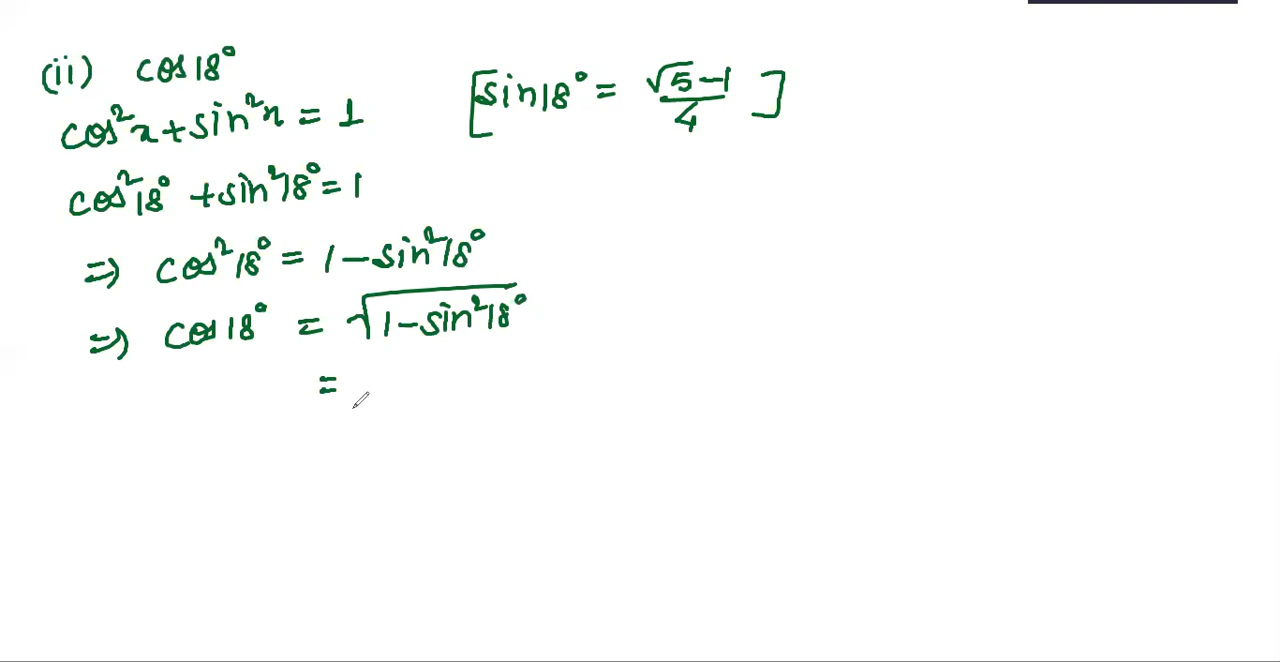 (ii) cos18° [sin18° = (√5-1)/4]
cos²x + sin²x = 1
cos²18° + sin²18° = 1
⇒ cos²18° = 1 - sin²18°
⇒ cos18° = √(1 - sin²18°)
=